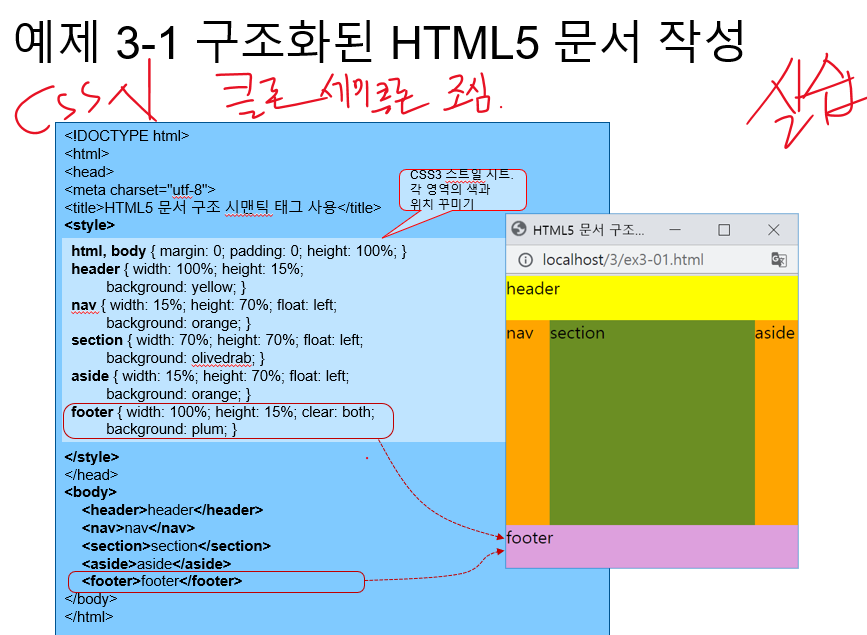 예제 3-1 구조화된 HTML5 문서 작성
CSS시 클론 세미콜론 조심.
실습
<!DOCTYPE html>
<html>
<head>
<meta charset="utf-8">
<title>HTML5 문서 구조 시맨틱 태그 사용</title>
<style>
CSS3 스트일 시트.
각 영역의 색과
위치 꾸미기
html, body { margin: 0; padding: 0; height: 100%; }
header { width: 100%; height: 15%;
background: yellow; }
nav { width: 15%; height: 70%; float: left;
background: orange; }
section { width: 70%; height: 70%; float: left;
background: olivedrab; }
aside { width: 15%; height: 70%; float: left;
background: orange; }
footer { width: 100%; height: 15%; clear: both;
background: plum; }
</style>
</head>
<body>
<header>header</header>
<nav>nav</nav>
<section>section</section>
<aside>aside</aside>
<footer>footer</footer>
</body>
</html>
HTML5 문서 구조...
localhost/3/ex3-01.html
header
nav section aside
footer